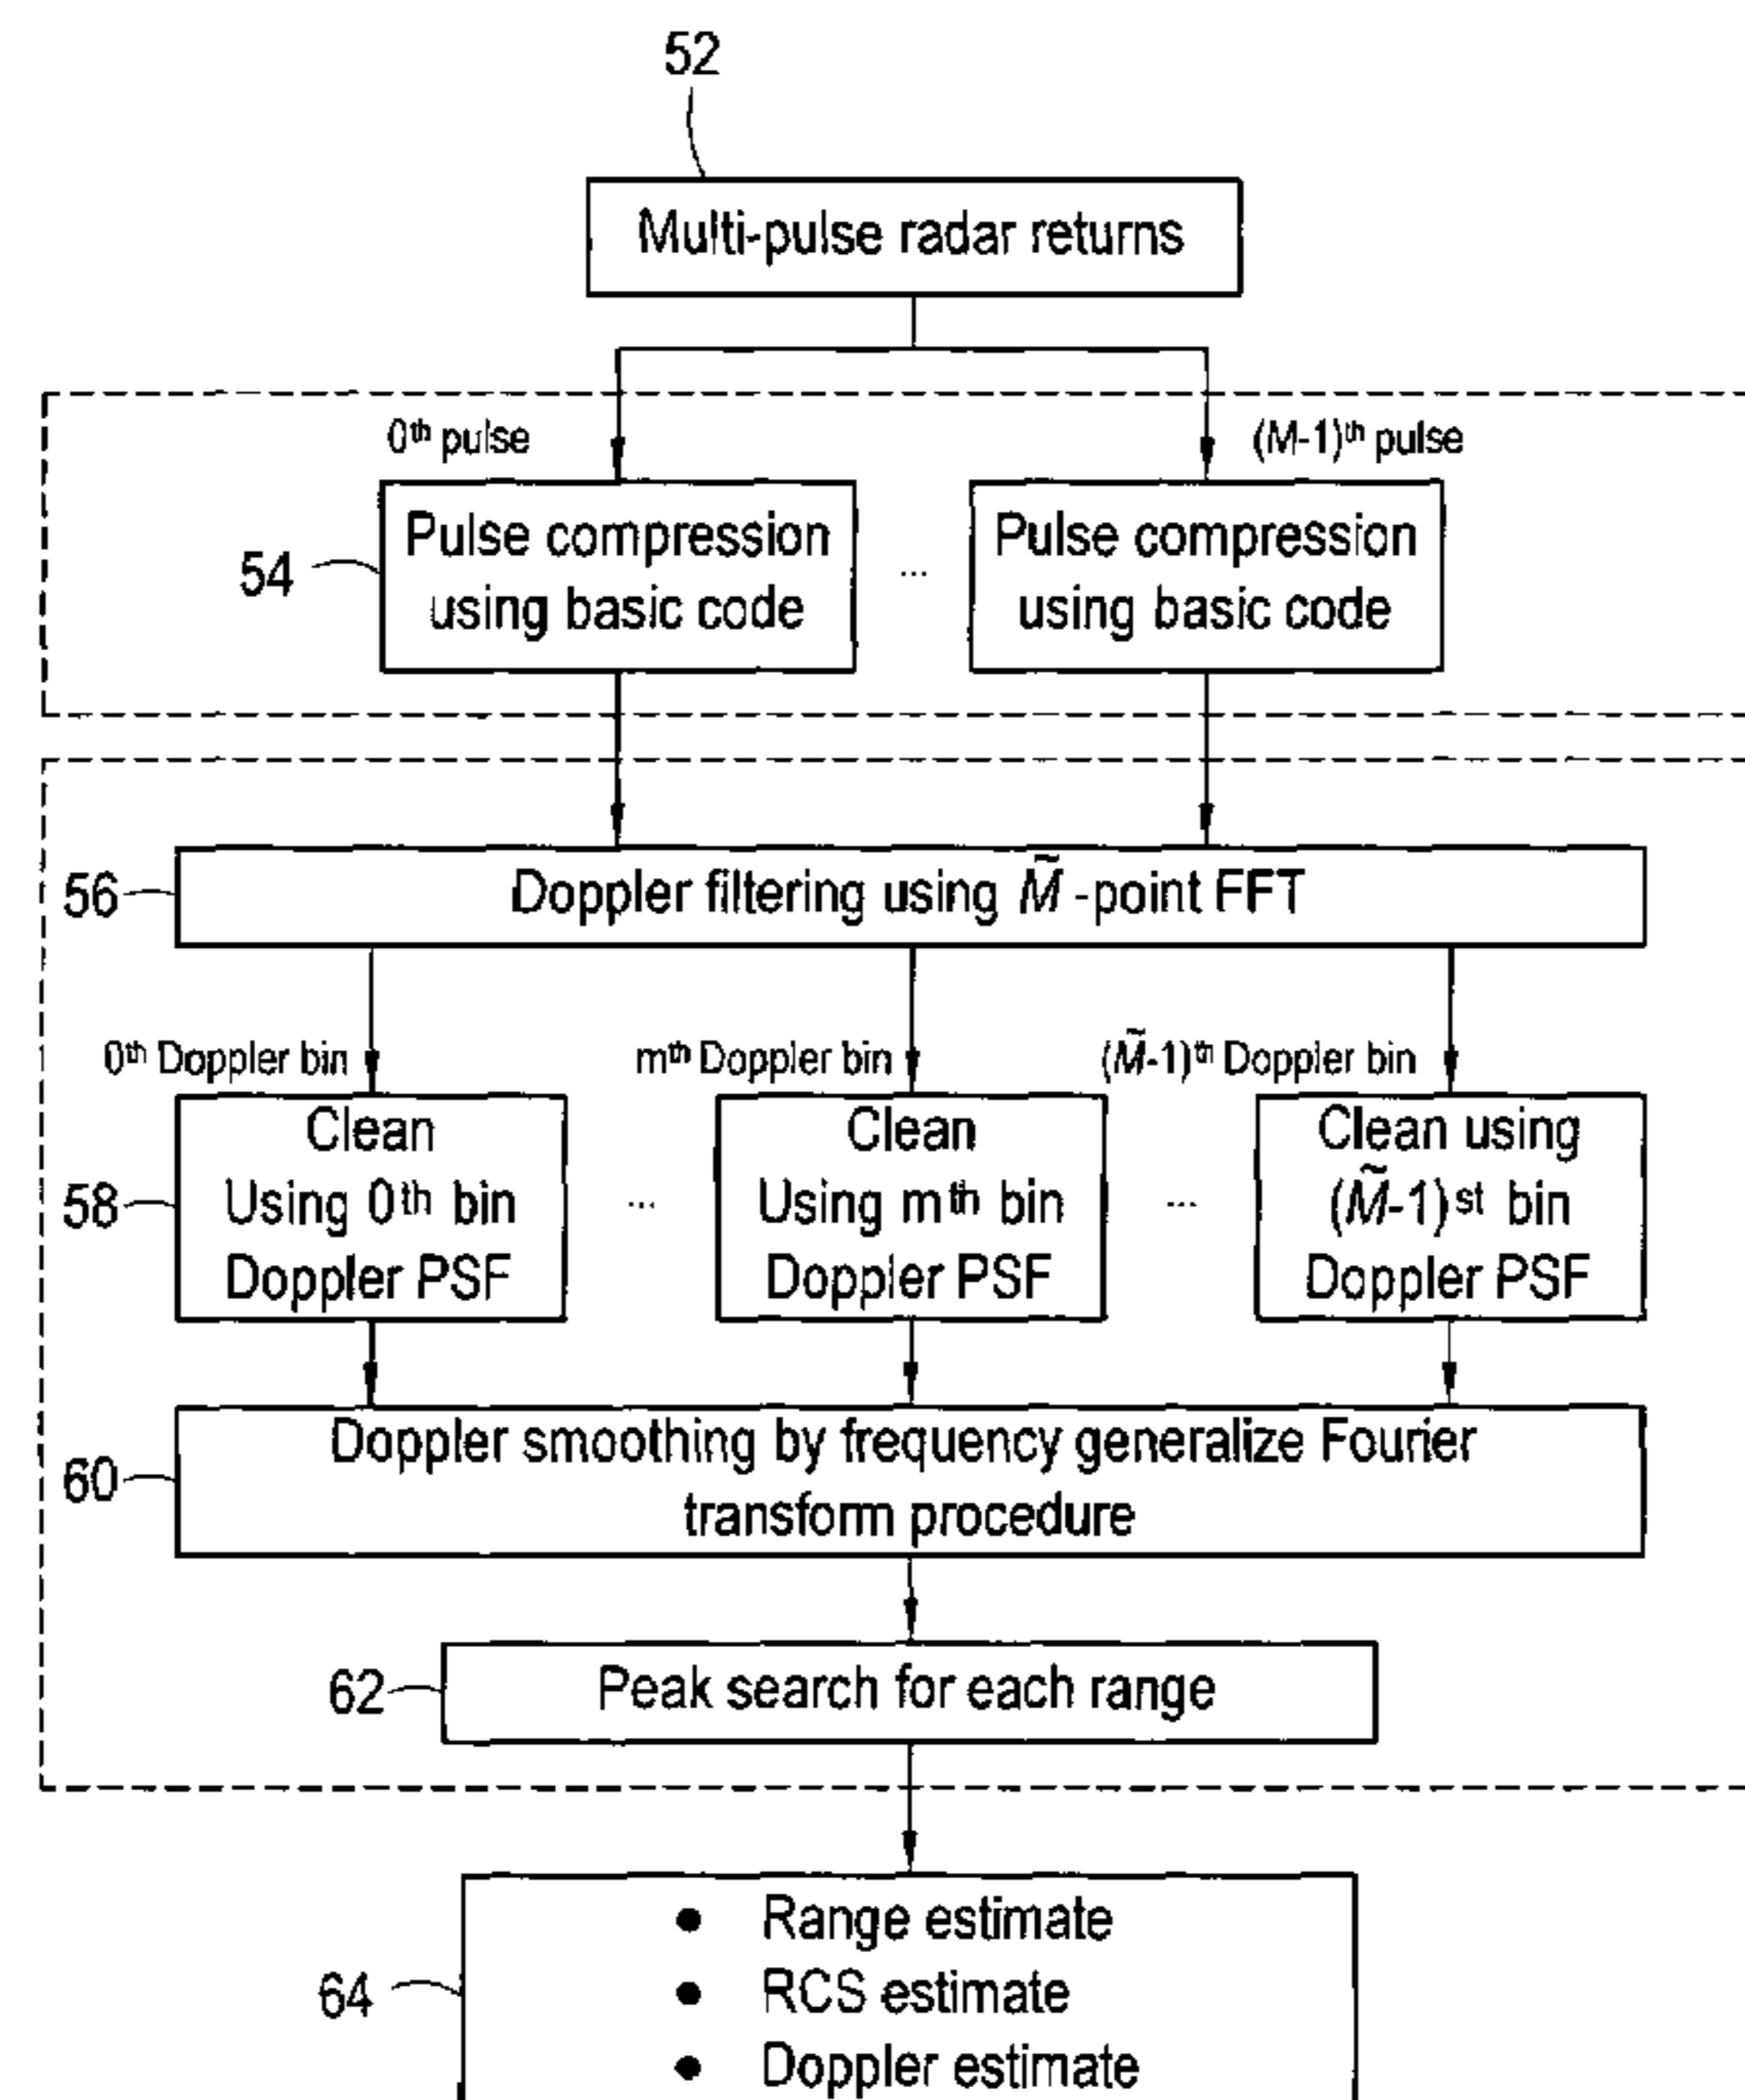 52
Multi-pulse radar returns
0th pulse
(M-1)th pulse
54
Pulse compression
using basic code
...
Pulse compression
using basic code
56
Doppler filtering using M̃ -point FFT
0th Doppler bin
mth Doppler bin
(M̃-1)th Doppler bin
58
Clean
Using 0th bin
Doppler PSF
...
Clean
Using mth bin
Doppler PSF
...
Clean using
(M̃-1)st bin
Doppler PSF
60
Doppler smoothing by frequency generalize Fourier
transform procedure
62
Peak search for each range
64
• Range estimate
• RCS estimate
• Doppler estimate